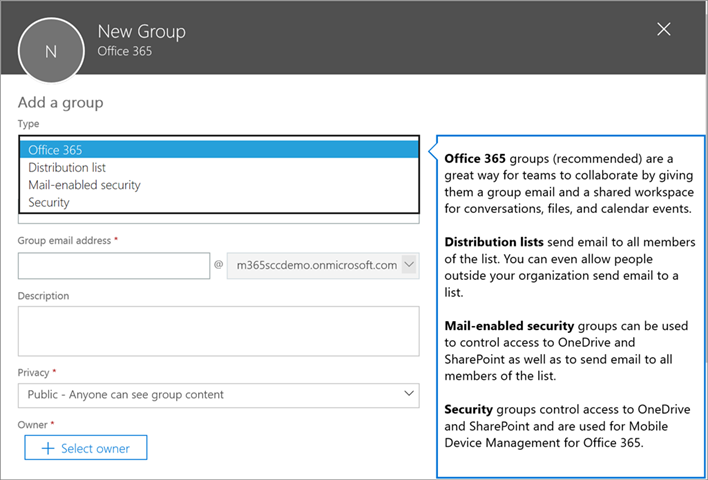 N
New Group
Office 365
Add a group
Type
Office 365
Distribution list
Mail-enabled security
Security
Office 365 groups (recommended) are a
great way for teams to collaborate by giving
them a group email and a shared workspace
for conversations, files, and calendar events.
Distribution lists send email to all members
of the list. You can even allow people
outside your organization send email to a
list.
Mail-enabled security groups can be used
to control access to OneDrive and
SharePoint as well as to send email to all
members of the list.
Security groups control access to OneDrive
and SharePoint and are used for Mobile
Device Management for Office 365.
Group email address *
@ m365sccdemo.onmicrosoft.com
Description
Privacy *
Public - Anyone can see group content
Owner *
+ Select owner